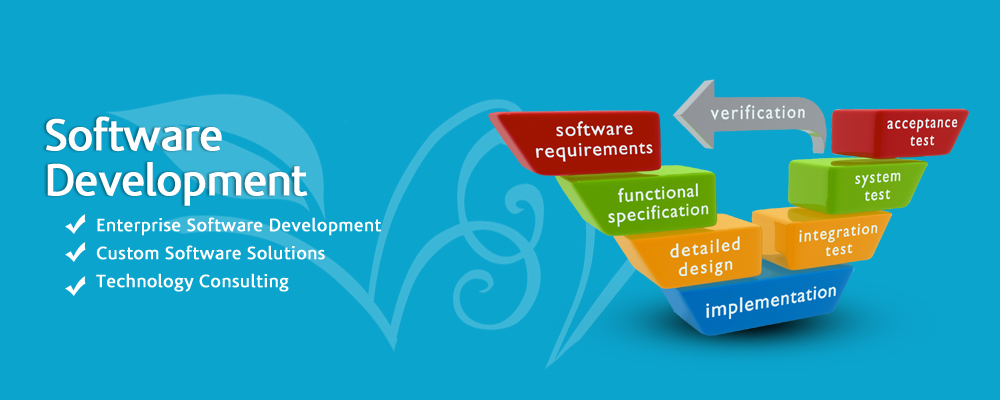 Software
Development
Enterprise Software Development
Custom Software Solutions
Technology Consulting
software
requirements
functional
specification
detailed
design
implementation
integration
test
system
test
acceptance
test
verification